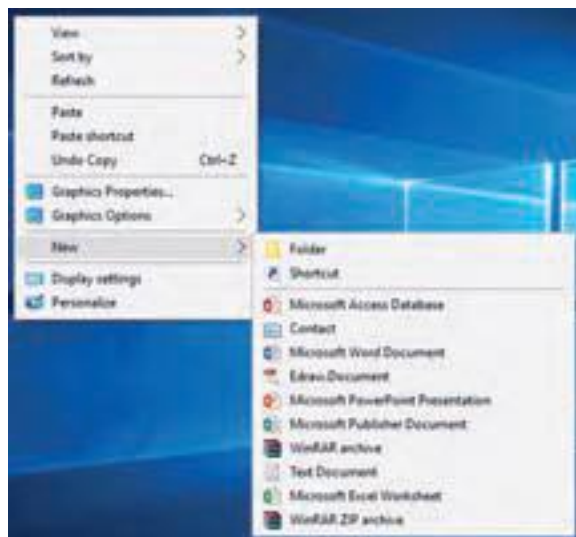 View
Sort by
Refresh
Paste
Paste shortcut
Undo Copy Ctrl+Z
Graphics Properties...
Graphics Options
New
Display settings
Personalize
Folder
Shortcut
Microsoft Access Database
Contact
Microsoft Word Document
Edraw.Document
Microsoft PowerPoint Presentation
Microsoft Publisher Document
WinRAR archive
Text Document
Microsoft Excel Worksheet
WinRAR ZIP archive